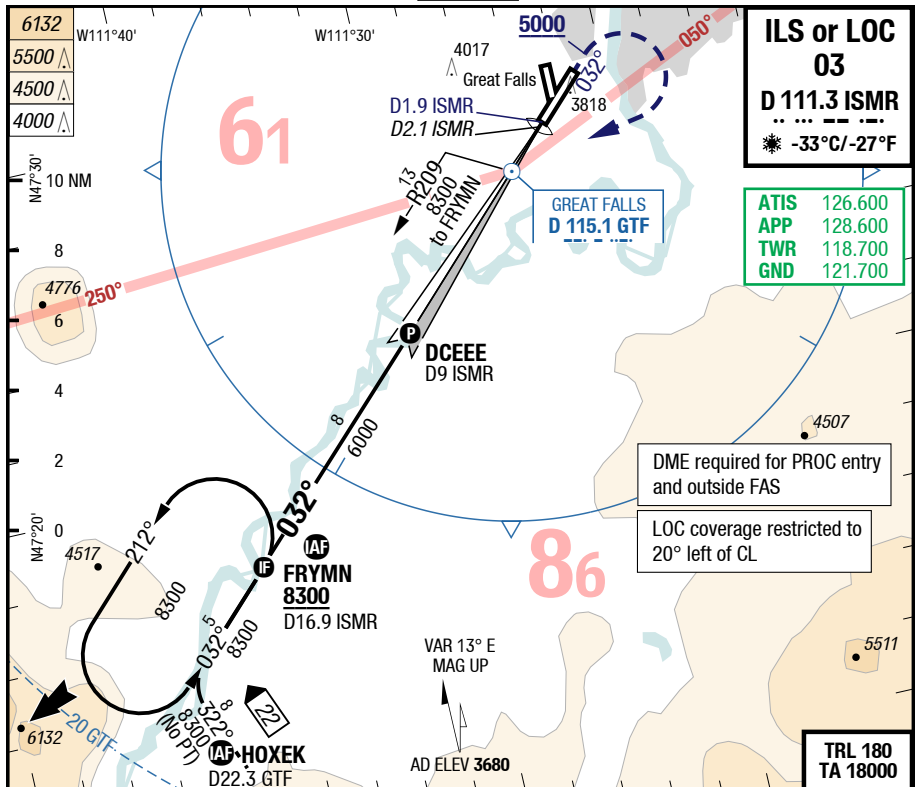 6132
5500
4500
4000
W111°40'
W111°30'
4017
5000
050°
ILS or LOC
03
D 111.3 ISMR
-33°C/-27°F
Great Falls
032°
3818
D1.9 ISMR
D2.1 ISMR
61
N47°30'
10 NM
13
R209
8300
to FRYMN
GREAT FALLS
D 115.1 GTF
ATIS 126.600
APP 128.600
TWR 118.700
GND 121.700
8
4776
250°
6
P
DCEEE
D9 ISMR
4
8
6000
4507
2
DME required for PROC entry
and outside FAS
032°
N47°20'
0
LOC coverage restricted to
20° left of CL
212°
4517
IAF
IF
FRYMN
8300
D16.9 ISMR
86
8300
5
032°
8300
VAR 13° E
MAG UP
5511
8
322°
8300
(No PT)
22
20 GTF
6132
IAF
HOXEK
D22.3 GTF
AD ELEV 3680
TRL 180
TA 18000